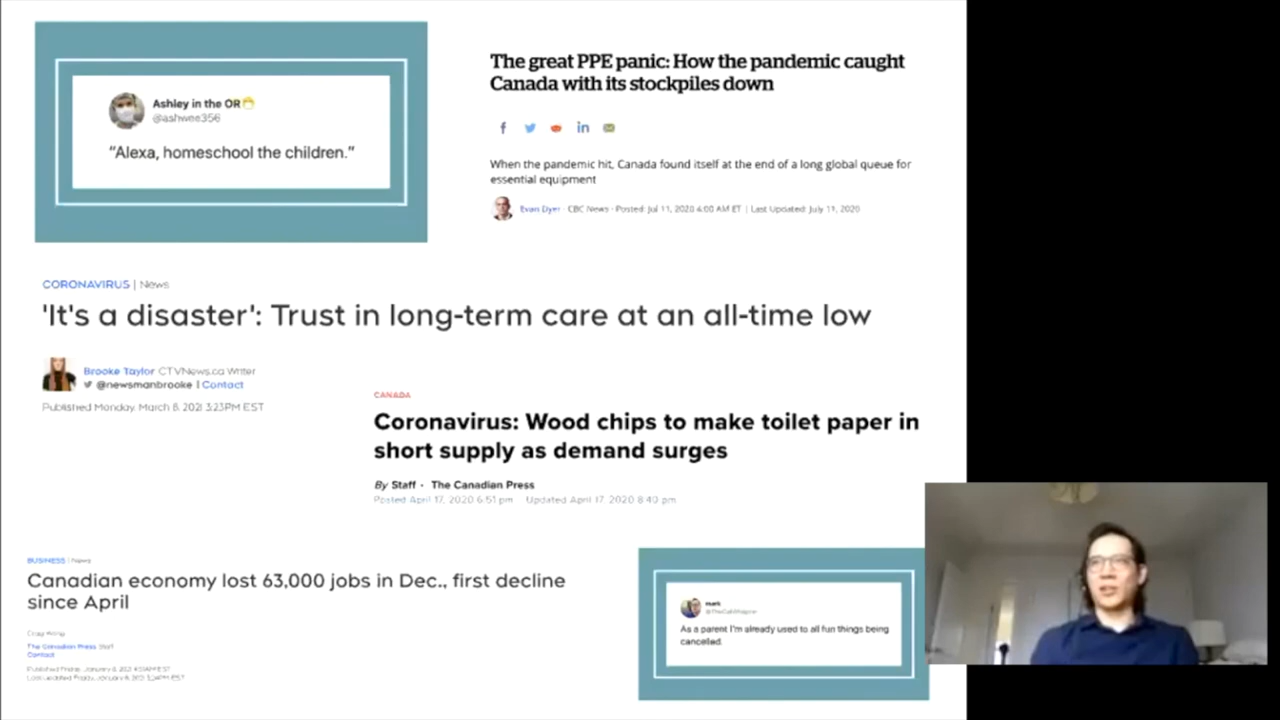 Ashley in the OR
@ashwee356
“Alexa, homeschool the children.”
The great PPE panic: How the pandemic caught
Canada with its stockpiles down
When the pandemic hit, Canada found itself at the end of a long global queue for
essential equipment
Evan Dyer · CBC News · Posted: Jul 11, 2020 4:00 AM ET | Last Updated: July 11, 2020
CORONAVIRUS | News
'It's a disaster': Trust in long-term care at an all-time low
Brooke Taylor CTVNews.ca Writer
@newsmanbrooke | Contact
Published Monday, March 8, 2021 3:23PM EST
CANADA
Coronavirus: Wood chips to make toilet paper in
short supply as demand surges
By Staff · The Canadian Press
Posted April 17, 2020 6:51 pm Updated April 17, 2020 8:40 pm
BUSINESS | News
Canadian economy lost 63,000 jobs in Dec., first decline
since April
The Canadian Press Staff
Contact
mark
As a parent I'm already used to all fun things being
cancelled.